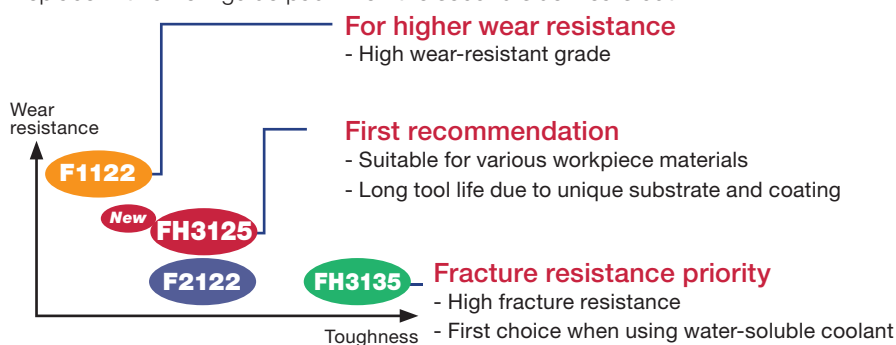 For higher wear resistance
- High wear-resistant grade
Wear
resistance
First recommendation
- Suitable for various workpiece materials
- Long tool life due to unique substrate and coating
F1122
New
FH3125
F2122
FH3135
Fracture resistance priority
- High fracture resistance
- First choice when using water-soluble coolant
Toughness